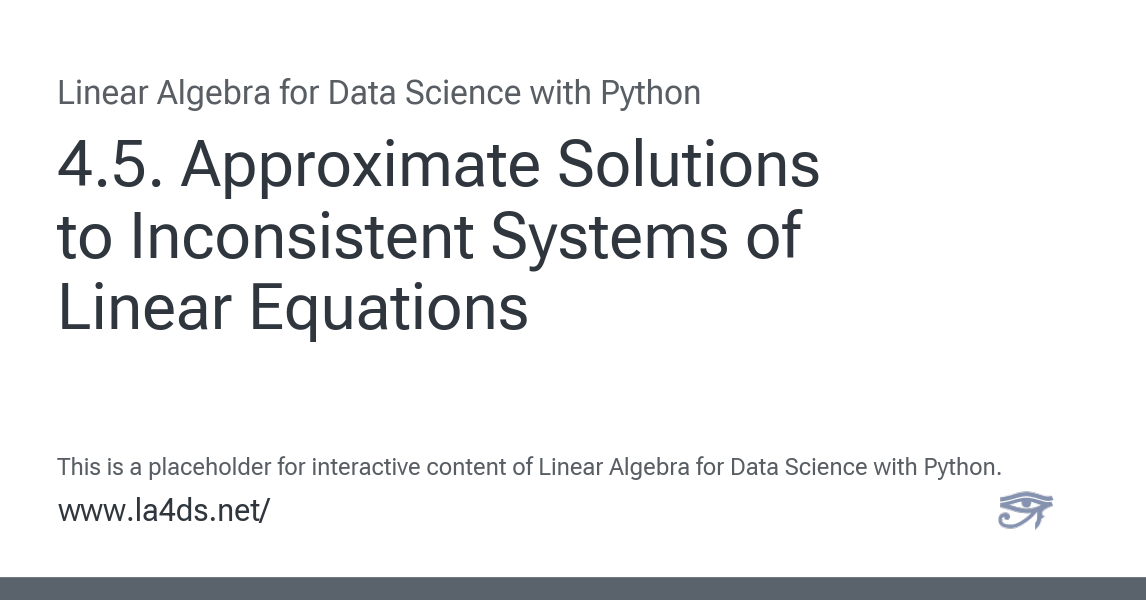 Linear Algebra for Data Science with Python
4.5. Approximate Solutions
to Inconsistent Systems of
Linear Equations
This is a placeholder for interactive content of Linear Algebra for Data Science with Python.
www.la4ds.net/